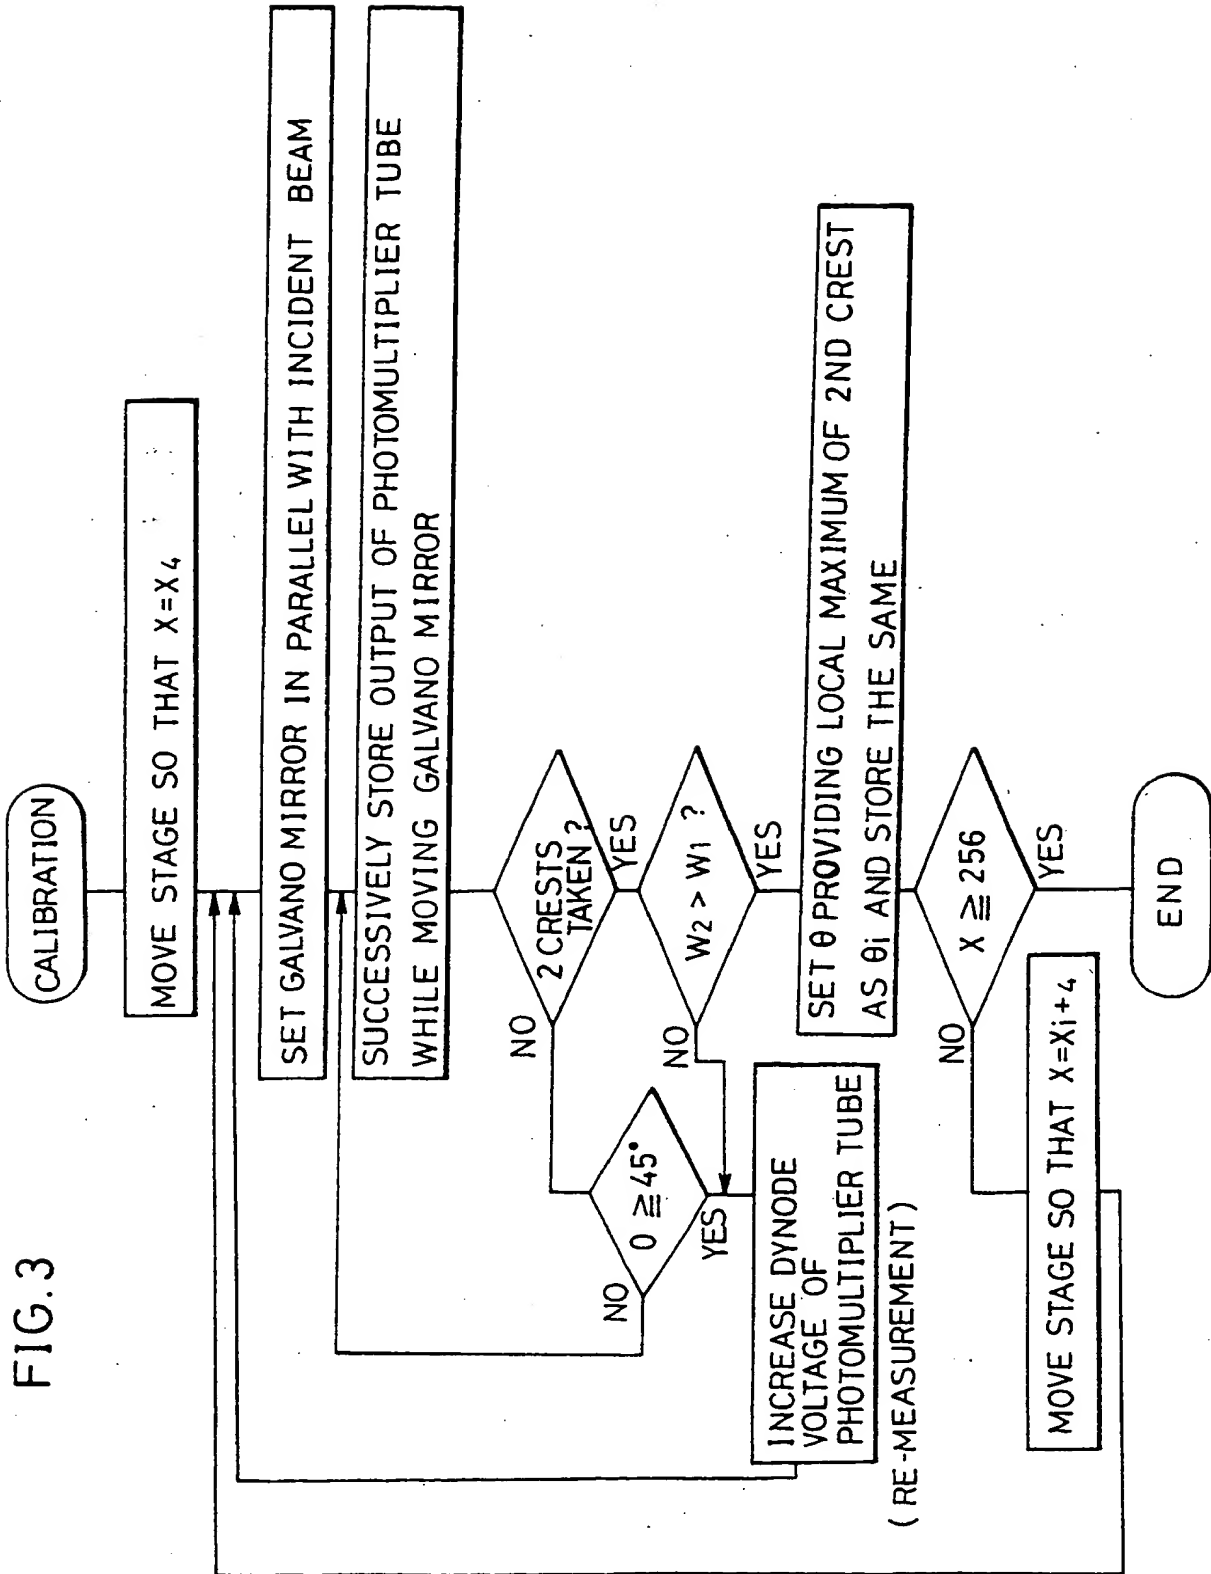 FIG.3
CALIBRATION
MOVE STAGE SO THAT X=X4
SET GALVANO MIRROR IN PARALLEL WITH INCIDENT BEAM
SUCCESSIVELY STORE OUTPUT OF PHOTOMULTIPLIER TUBE
WHILE MOVING GALVANO MIRROR
2 CRESTS
TAKEN ?
NO
YES
0 ≧ 45°
NO
YES
W2 > W1 ?
NO
YES
INCREASE DYNODE
VOLTAGE OF
PHOTOMULTIPLIER TUBE
(RE-MEASUREMENT)
SET θ PROVIDING LOCAL MAXIMUM OF 2ND CREST
AS θi AND STORE THE SAME
X ≧ 256
NO
YES
MOVE STAGE SO THAT X=Xi+4
END